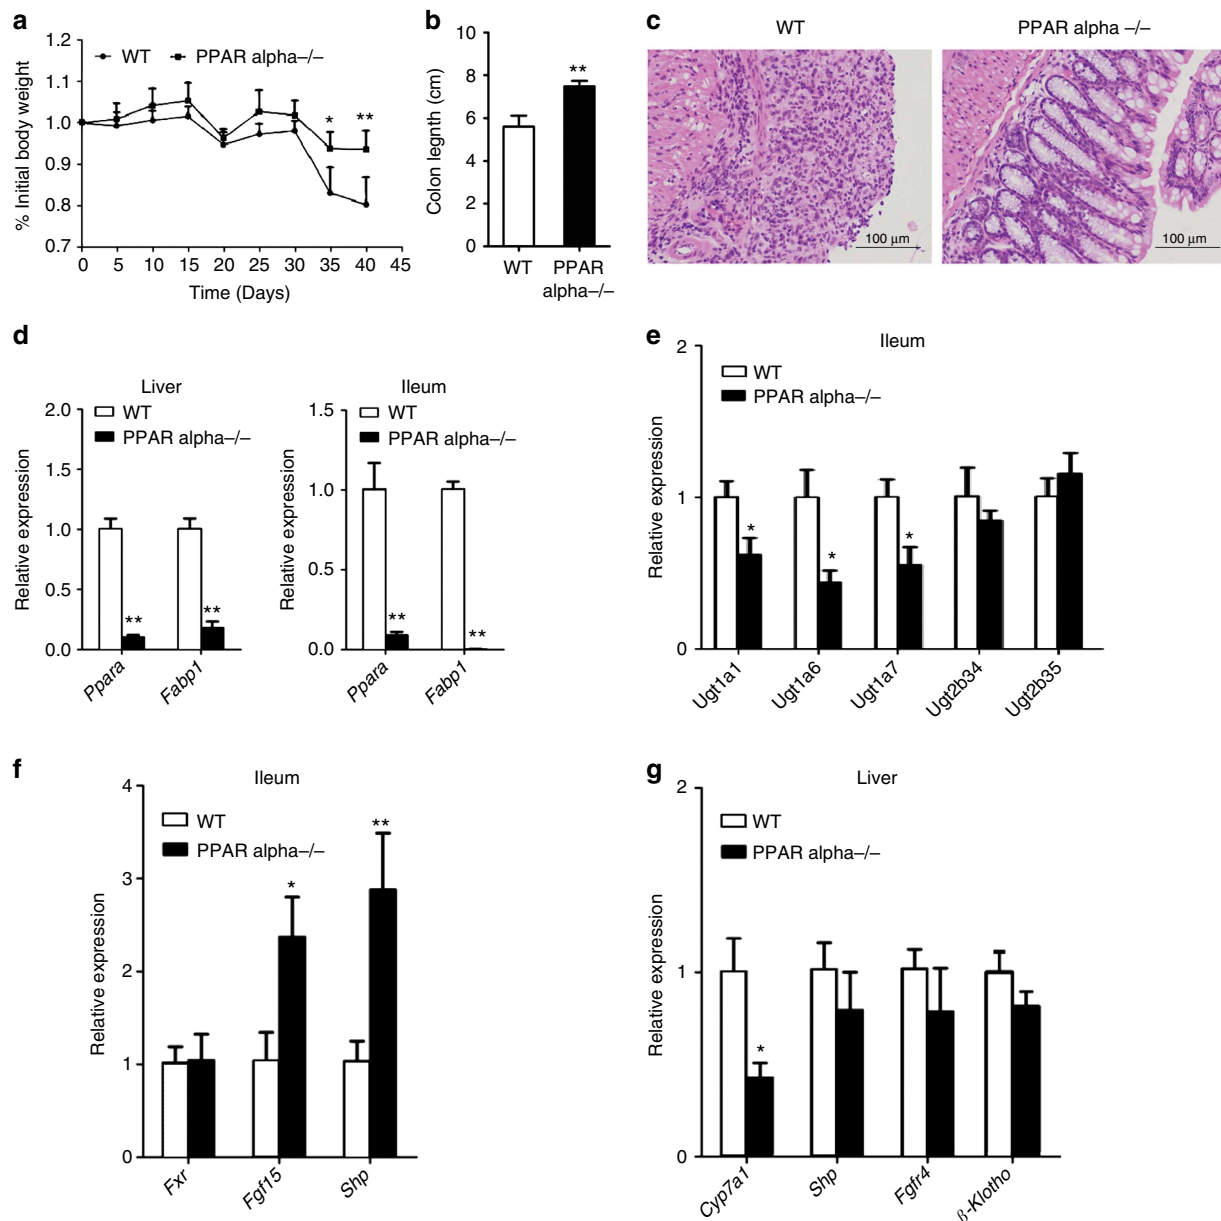 a
1.2
1.1
1.0
0.9
0.8
0.7
% Initial body weight
WT
PPAR alpha–/–
*
**
0 5 10 15 20 25 30 35 40 45
Time (Days)
b
10
8
6
4
2
0
Colon legnth (cm)
**
WT
PPAR
alpha–/–
c
WT
PPAR alpha –/–
100 µm
100 µm
d
Liver
WT
PPAR alpha–/–
2.0
1.5
1.0
0.5
0.0
Relative expression
**
**
Ppara
Fabp1
Ileum
WT
PPAR alpha–/–
1.5
1.0
0.5
0.0
Relative expression
**
**
Ppara
Fabp1
e
Ileum
WT
PPAR alpha–/–
2
1
0
Relative expression
*
*
*
Ugt1a1
Ugt1a6
Ugt1a7
Ugt2b34
Ugt2b35
f
Ileum
WT
PPAR alpha–/–
4
3
2
1
0
Relative expression
*
**
Fxr
Fgf15
Shp
g
Liver
WT
PPAR alpha–/–
2
1
0
Relative expression
*
Cyp7a1
Shp
Fgfr4
β-Klotho